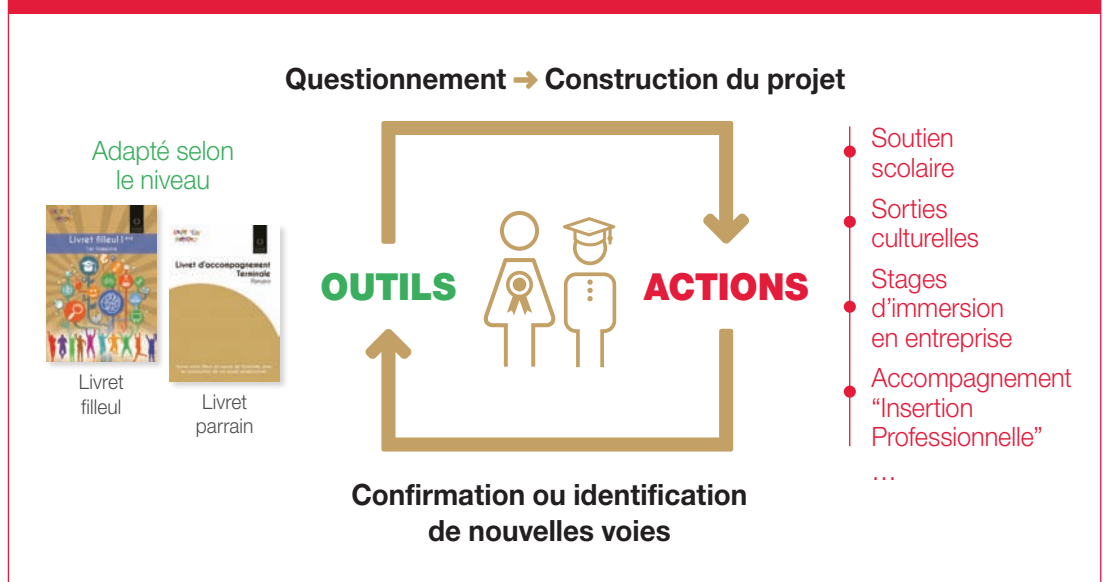 Questionnement → Construction du projet
Adapté selon
le niveau
Livret filleul 1ère
Livret d'accompagnement
Terminale
Parrain
Livret
filleul
Livret
parrain
OUTILS
ACTIONS
Soutien
scolaire
Sorties
culturelles
Stages
d'immersion
en entreprise
Accompagnement
“Insertion
Professionnelle”
…
Confirmation ou identification
de nouvelles voies